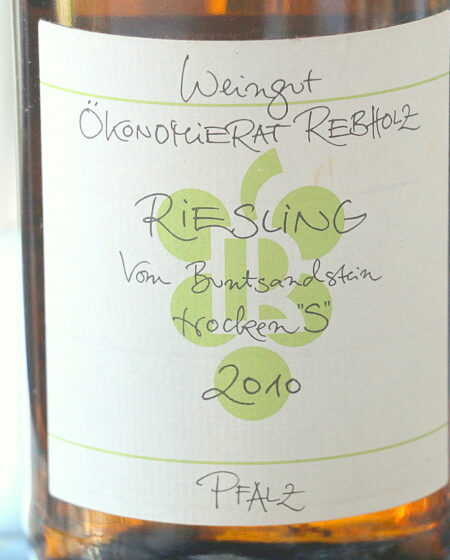 Weingut
ÖKONOMiERAT REBHOLZ
RiESLiNG
Vom Buntsandstein
trocken "S"
2010
PFALZ